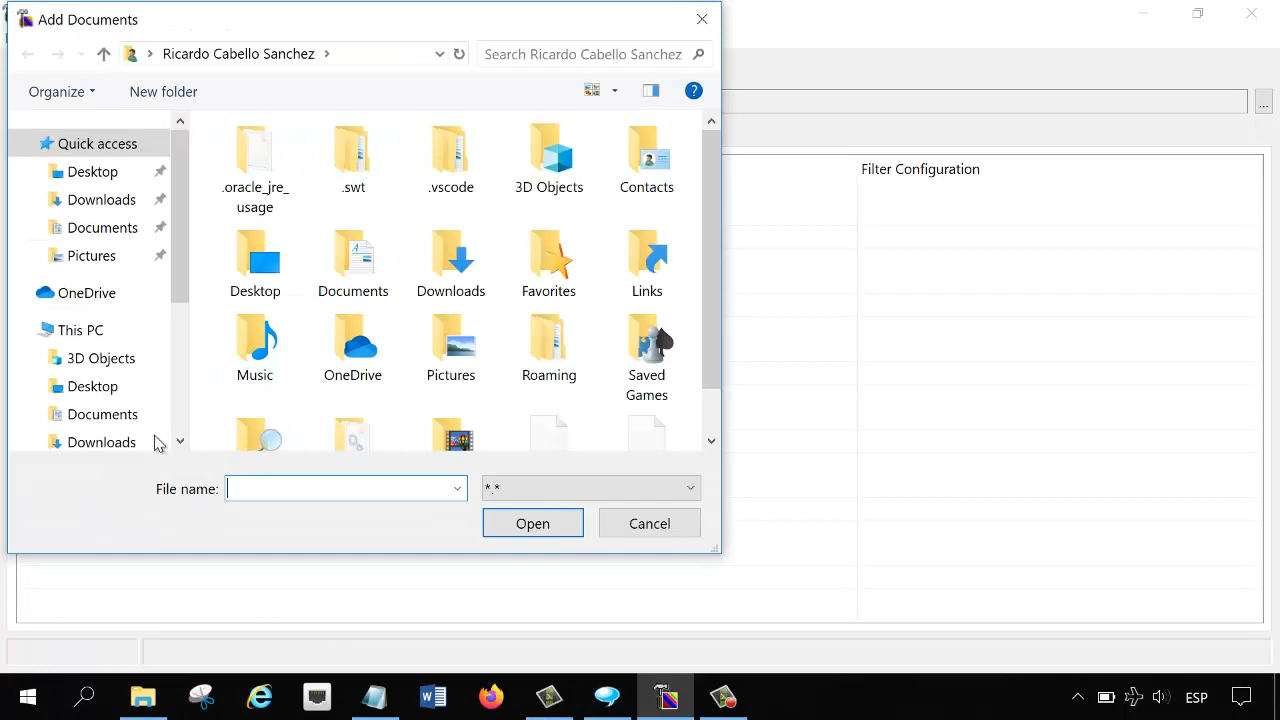 Add Documents
Ricardo Cabello Sanchez
Search Ricardo Cabello Sanchez
Organize
New folder
...
Quick access
Desktop
Downloads
Documents
Pictures
OneDrive
This PC
3D Objects
Desktop
Documents
Downloads
.oracle_jre_
usage
.swt
.vscode
3D Objects
Contacts
Desktop
Documents
Downloads
Favorites
Links
Music
OneDrive
Pictures
Roaming
Saved
Games
Filter Configuration
File name:
*.*
Open
Cancel
ESP